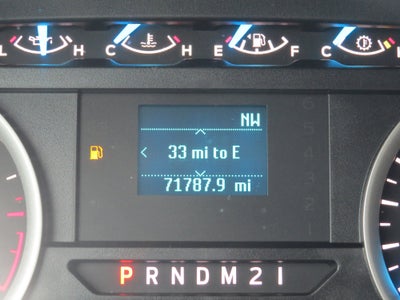 L H C H E F C
NW
33 mi to E
71787.9 mi
P R N D M 2 1